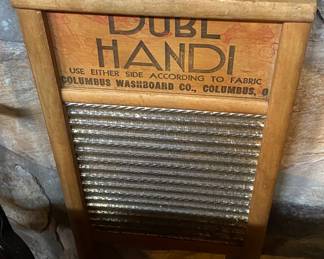 DUBL
HANDI
USE EITHER SIDE ACCORDING TO FABRIC
COLUMBUS WASHBOARD CO., COLUMBUS, O